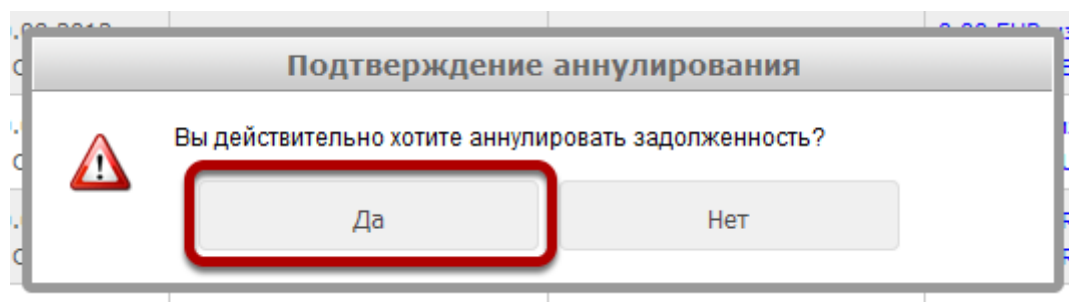 Подтверждение аннулирования
Вы действительно хотите аннулировать задолженность?
Да
Нет